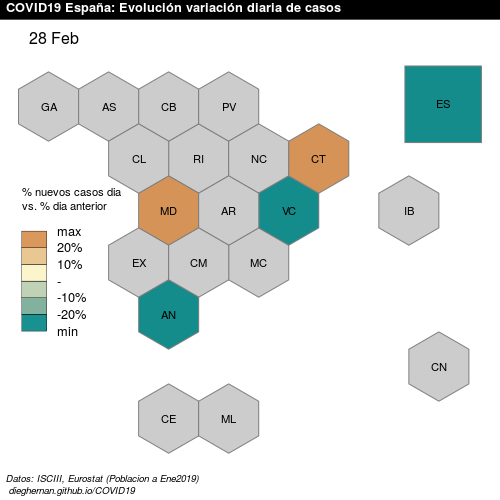 COVID19 España: Evolución variación diaria de casos
28 Feb
ES
GA AS CB PV
CL RI NC CT
% nuevos casos dia
vs. % dia anterior
MD AR VC IB
max
20%
10%
-
-10%
-20%
min
EX CM MC
AN
CN
CE ML
Datos: ISCIII, Eurostat (Poblacion a Ene2019)
dieghernan.github.io/COVID19